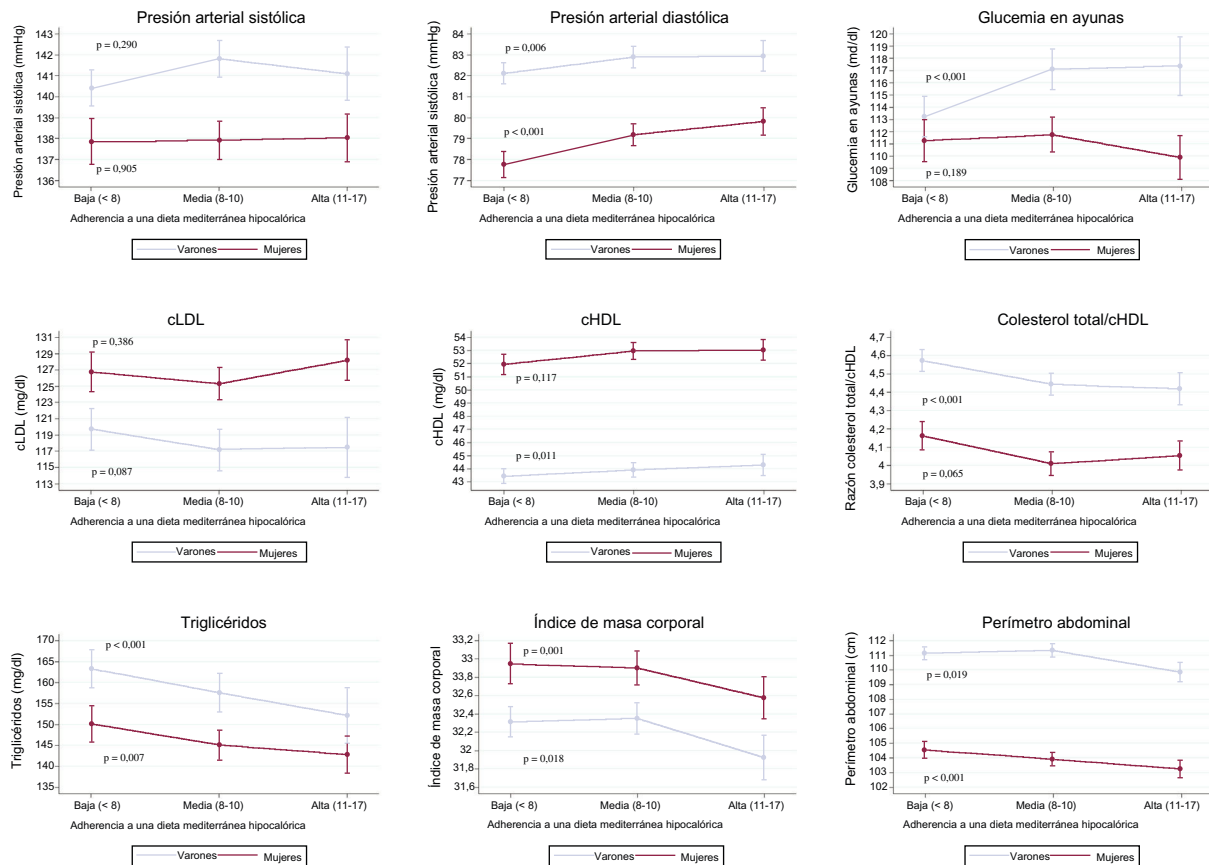 Presión arterial sistólica
Presión arterial sistólica (mmHg)
143
142
141
140
139
138
137
136
p = 0,290
p = 0,905
Baja (< 8)
Media (8-10)
Alta (11-17)
Adherencia a una dieta mediterránea hipocalórica
Varones
Mujeres
Presión arterial diastólica
Presión arterial sistólica (mmHg)
84
83
82
81
80
79
78
77
p = 0,006
p < 0,001
Baja (< 8)
Media (8-10)
Alta (11-17)
Adherencia a una dieta mediterránea hipocalórica
Varones
Mujeres
Glucemia en ayunas
Glucemia en ayunas (md/dl)
120
119
118
117
116
115
114
113
112
111
110
109
108
p < 0,001
p = 0,189
Baja (< 8)
Media (8-10)
Alta (11-17)
Adherencia a una dieta mediterránea hipocalórica
Varones
Mujeres
cLDL
cLDL (mg/dl)
131
129
127
125
123
121
119
117
115
113
p = 0,386
p = 0,087
Baja (< 8)
Media (8-10)
Alta (11-17)
Adherencia a una dieta mediterránea hipocalórica
Varones
Mujeres
cHDL
cHDL (mg/dl)
54
53
52
51
50
49
48
47
46
45
44
43
p = 0,117
p = 0,011
Baja (< 8)
Media (8-10)
Alta (11-17)
Adherencia a una dieta mediterránea hipocalórica
Varones
Mujeres
Colesterol total/cHDL
Razón colesterol total/cHDL
4,7
4,6
4,5
4,4
4,3
4,2
4,1
4
3,9
p < 0,001
p = 0,065
Baja (< 8)
Media (8-10)
Alta (11-17)
Adherencia a una dieta mediterránea hipocalórica
Varones
Mujeres
Triglicéridos
Triglicéridos (mg/dl)
170
165
160
155
150
145
140
135
p < 0,001
p = 0,007
Baja (< 8)
Media (8-10)
Alta (11-17)
Adherencia a una dieta mediterránea hipocalórica
Varones
Mujeres
Índice de masa corporal
Índice de masa corporal
33,2
33
32,8
32,6
32,4
32,2
32
31,8
31,6
p = 0,001
p = 0,018
Baja (< 8)
Media (8-10)
Alta (11-17)
Adherencia a una dieta mediterránea hipocalórica
Varones
Mujeres
Perímetro abdominal
Perímetro abdominal (cm)
112
111
110
109
108
107
106
105
104
103
102
p = 0,019
p < 0,001
Baja (< 8)
Media (8-10)
Alta (11-17)
Adherencia a una dieta mediterránea hipocalórica
Varones
Mujeres